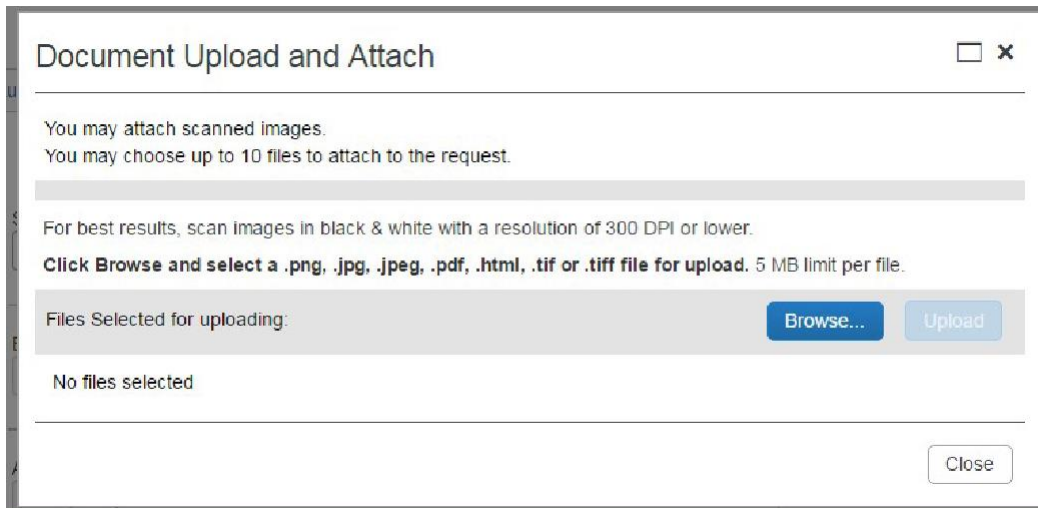 Document Upload and Attach
You may attach scanned images.
You may choose up to 10 files to attach to the request.
For best results, scan images in black & white with a resolution of 300 DPI or lower.
Click Browse and select a .png, .jpg, .jpeg, .pdf, .html, .tif or .tiff file for upload. 5 MB limit per file.
Files Selected for uploading: Browse... Upload
No files selected
Close